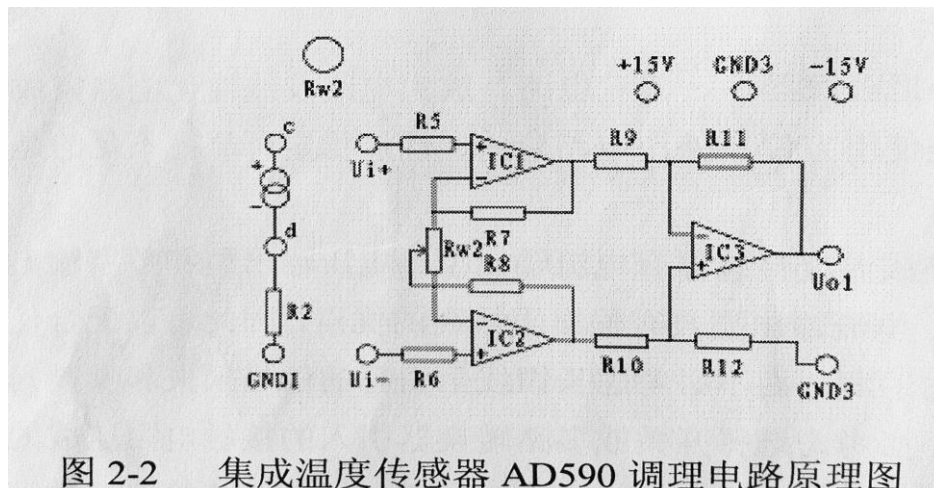 +15V GND3 -15V
Rw2
c
R5 R9 R11
+ IC1
Ui+
+ -
-
d R7
Rw2 R8 - IC3
+ Uo1
R2
- IC2
+
GND1 Ui- R6 R10 R12
GND3
图 2-2 集成温度传感器 AD590 调理电路原理图